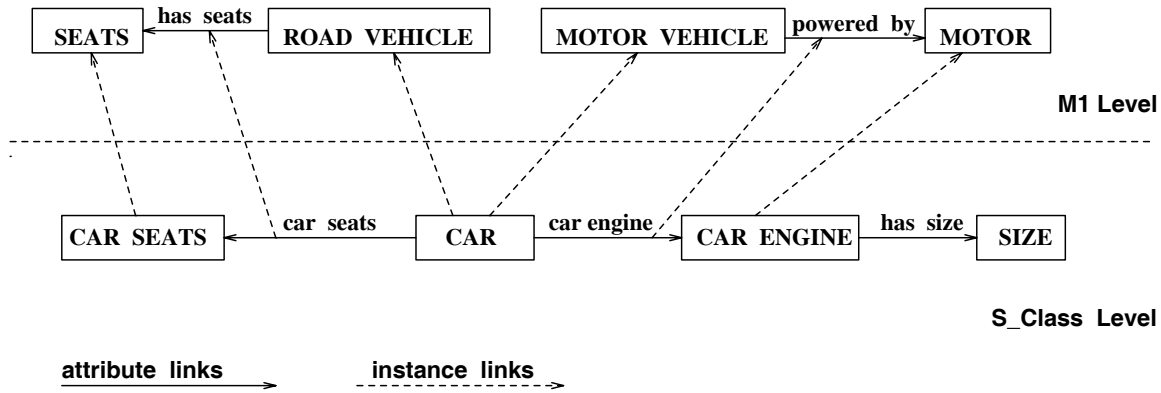 has seats
powered by
SEATS
ROAD VEHICLE
MOTOR VEHICLE
MOTOR
M1 Level
car seats
car engine
has size
CAR SEATS
CAR
CAR ENGINE
SIZE
S_Class Level
attribute links
instance links